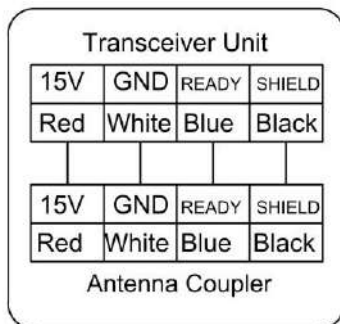 Transceiver Unit
15V GND READY SHIELD
Red White Blue Black
15V GND READY SHIELD
Red White Blue Black
Antenna Coupler